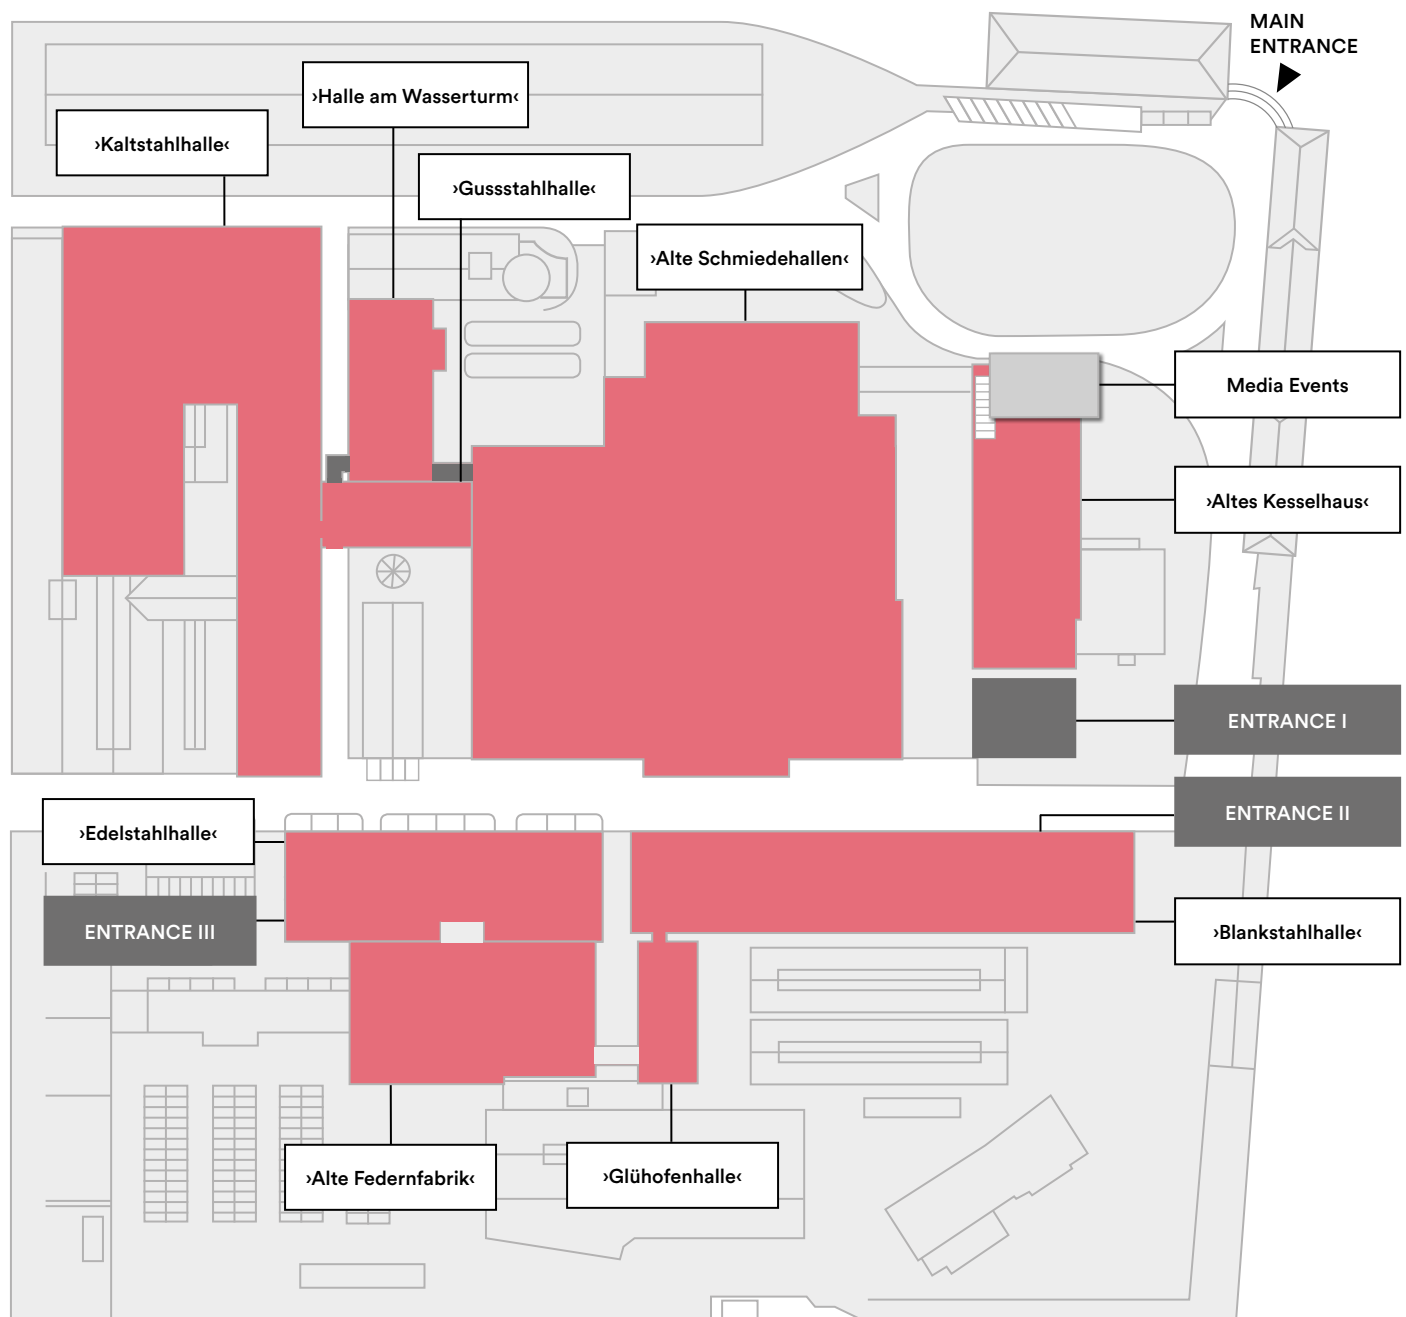 MAIN
ENTRANCE
›Halle am Wasserturm‹
›Kaltstahlhalle‹
›Gussstahlhalle‹
›Alte Schmiedehallen‹
Media Events
›Altes Kesselhaus‹
ENTRANCE I
ENTRANCE II
›Edelstahlhalle‹
ENTRANCE III
›Blankstahlhalle‹
›Alte Federnfabrik‹
›Glühofenhalle‹